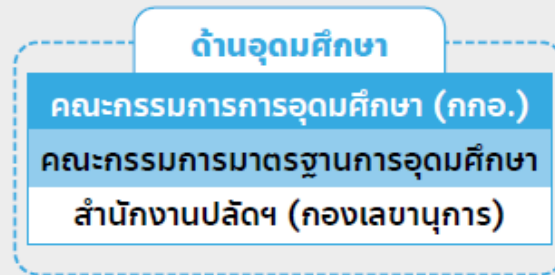 ด้านอุดมศึกษา
คณะกรรมการการอุดมศึกษา (กกอ.)
คณะกรรมการมาตรฐานการอุดมศึกษา
สำนักงานปลัดฯ (กองเลขานุการ)